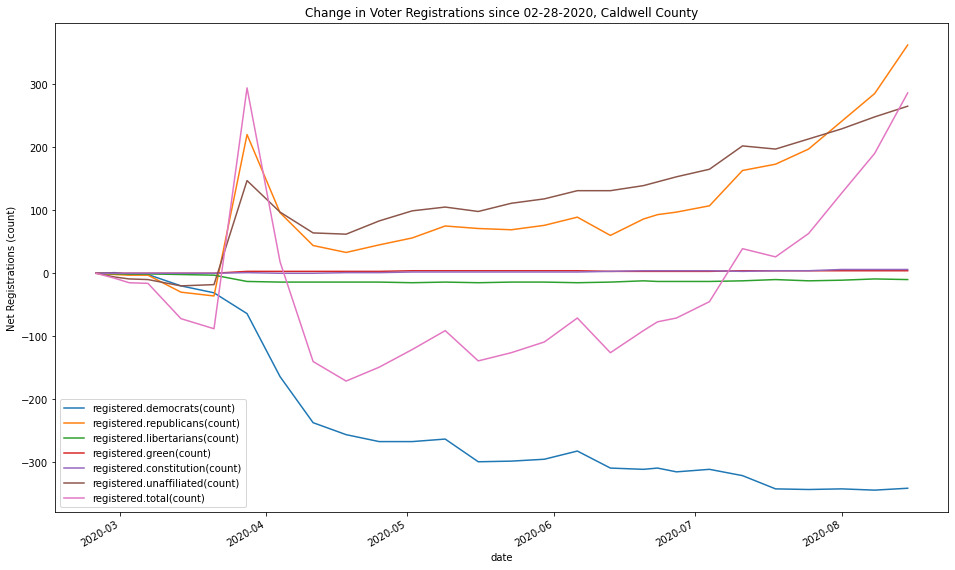 Change in Voter Registrations since 02-28-2020, Caldwell County
Net Registrations (count)
300
200
100
0
−100
−200
−300
registered.democrats(count)
registered.republicans(count)
registered.libertarians(count)
registered.green(count)
registered.constitution(count)
registered.unaffiliated(count)
registered.total(count)
2020-03
2020-04
2020-05
2020-06
2020-07
2020-08
date